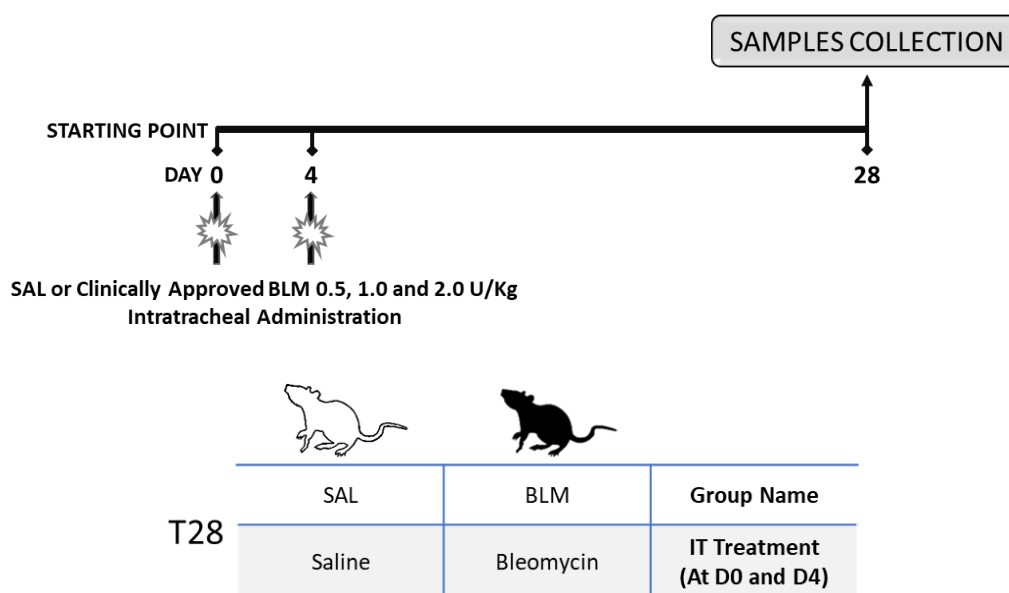 SAMPLES COLLECTION
STARTING POINT
DAY 0 4 28
SAL or Clinically Approved BLM 0.5, 1.0 and 2.0 U/Kg
Intratracheal Administration
SAL BLM Group Name
T28
Saline Bleomycin IT Treatment
(At D0 and D4)